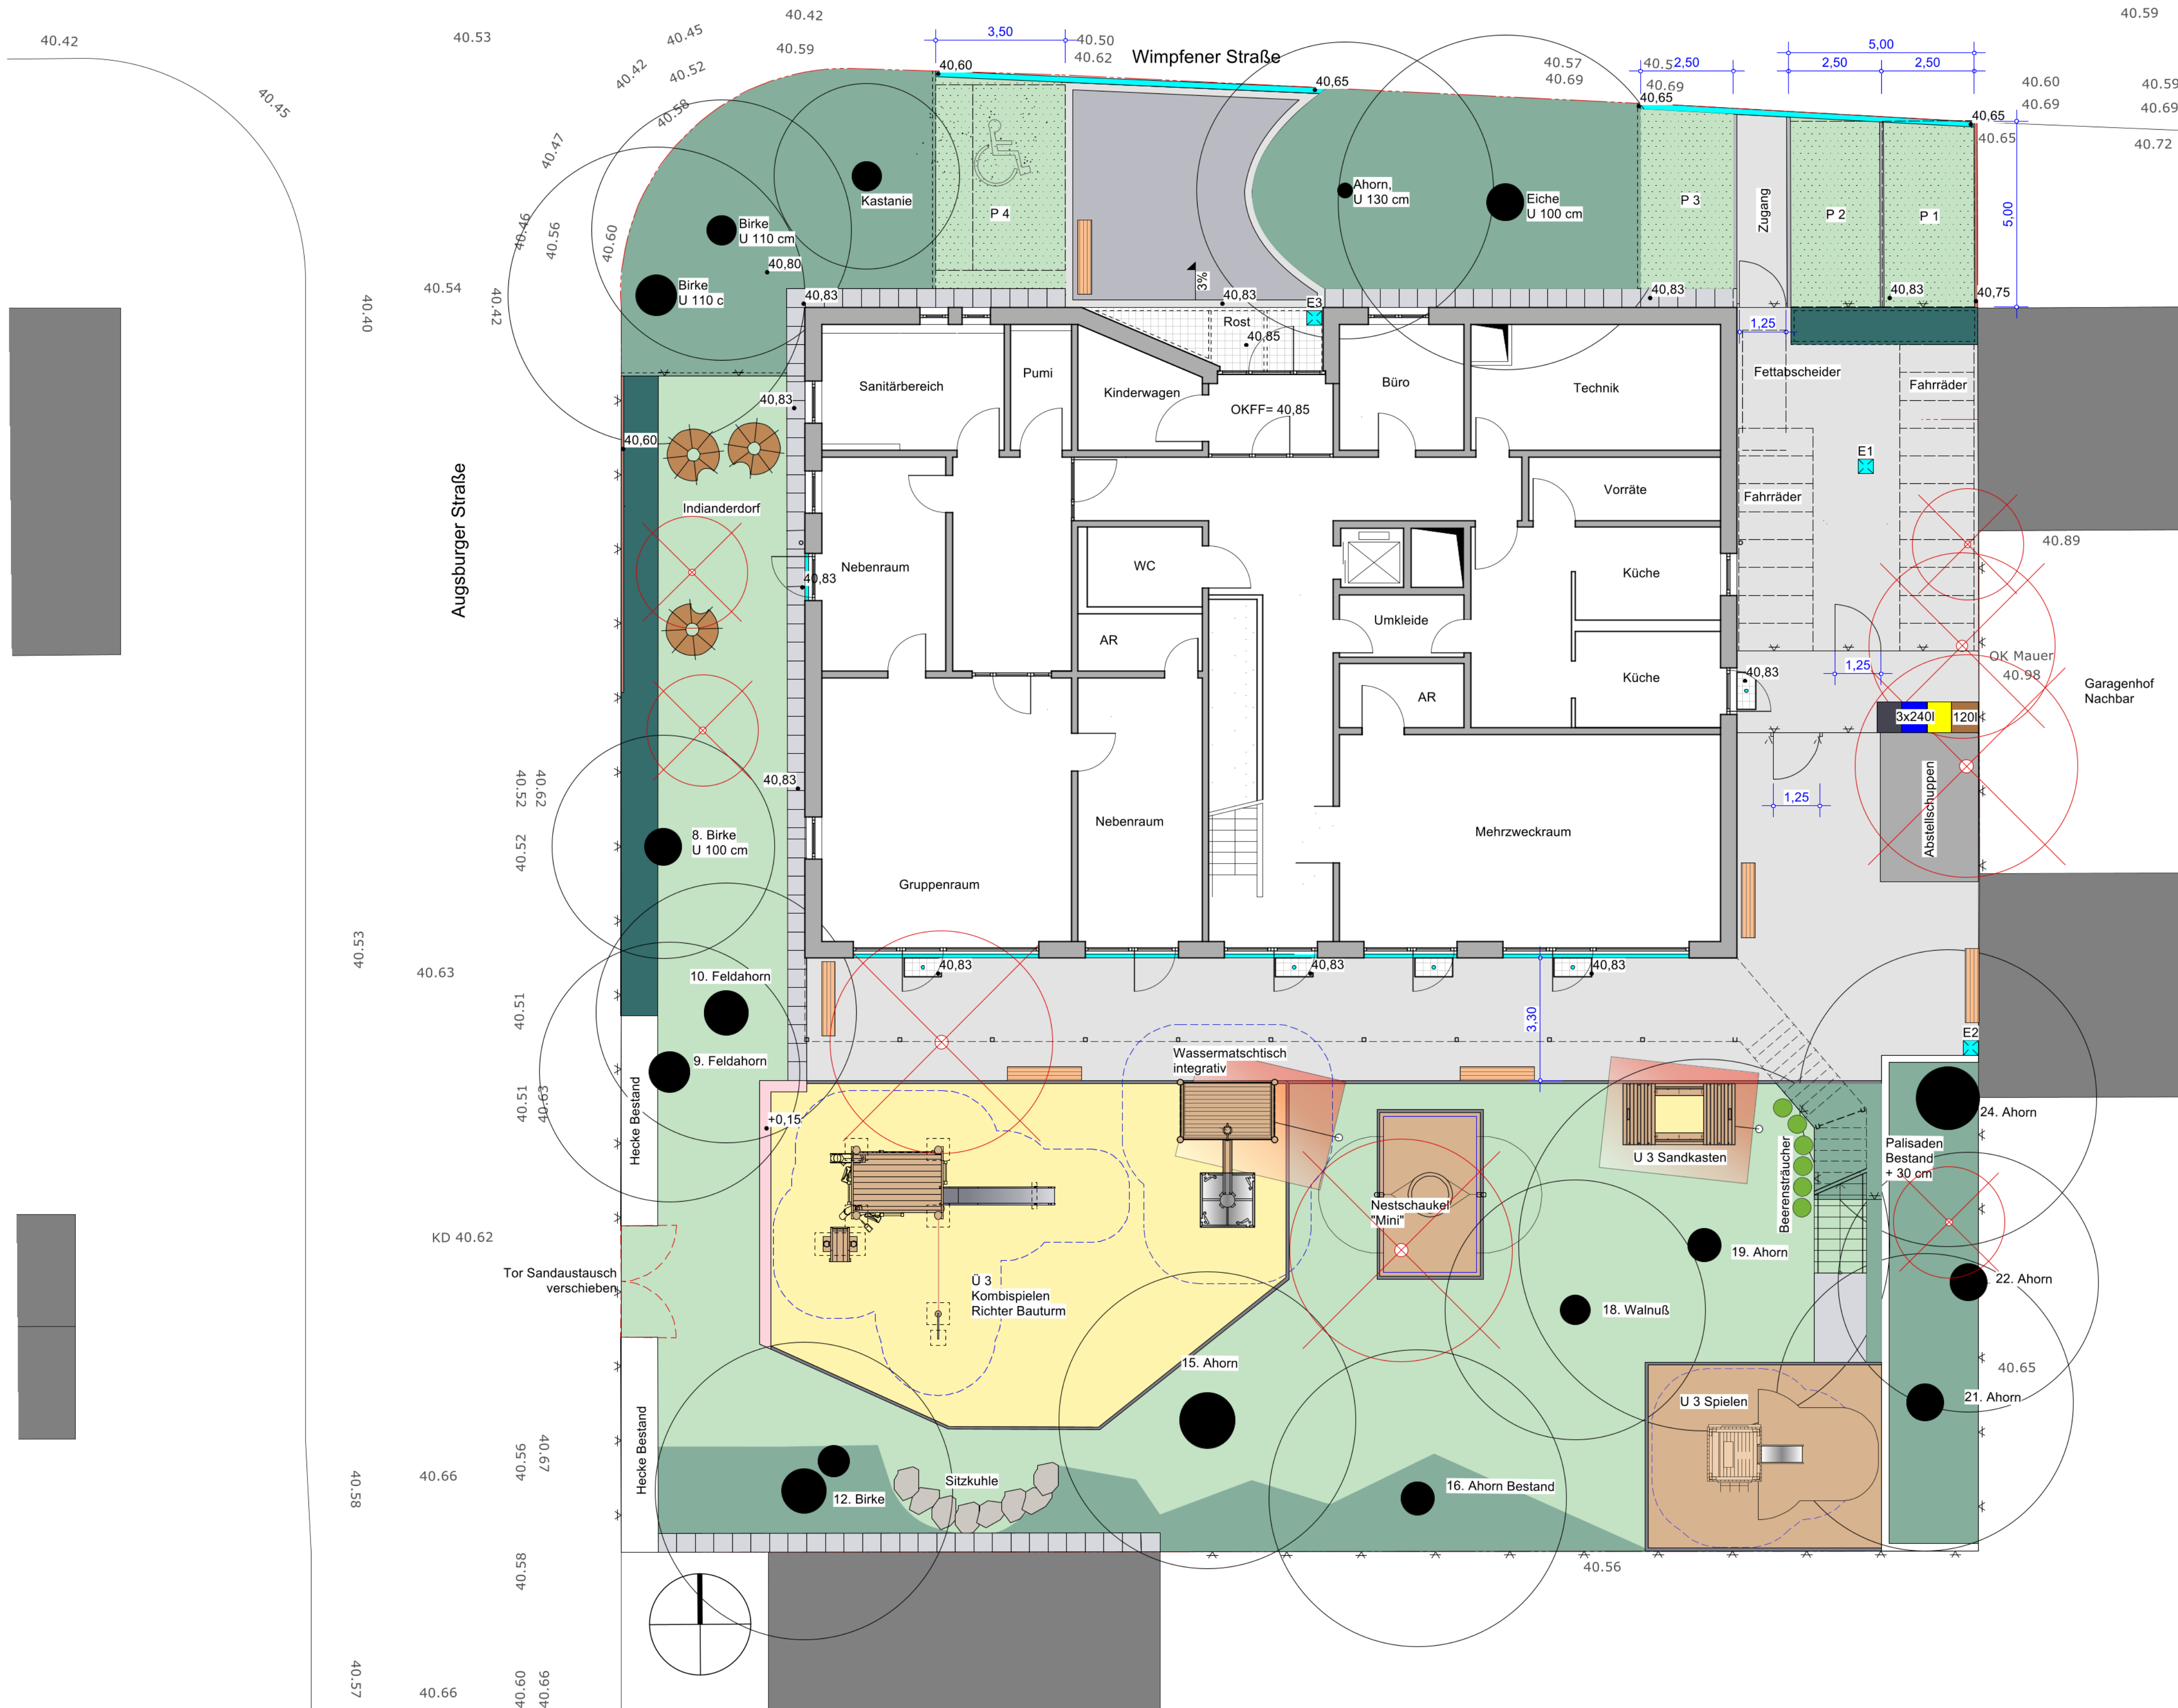 40.42
40.53
40.45
40.42
40.59
3,50
40.50
40.62
Wimpfener Straße
40.57
40.69
40.5
2,50
40.69
5,00
2,50
2,50
40.59
40.60
40.69
40.59
40.69
40.72
40.45
40.42
40.52
40.58
40.47
40.46
40.56
40.60
40,60
40,65
40,65
40,65
40.65
Kastanie
P 4
Ahorn,
U 130 cm
Eiche
U 100 cm
P 3
Zugang
P 2
P 1
5,00
Birke
U 110 cm
40,80
Birke
U 110 c
40.54
40.40
40.42
40,83
3%
40,83
E3
40,83
40,83
40,75
Rost
40,85
1,25
Sanitärbereich
Pumi
Kinderwagen
OKFF= 40,85
Büro
Technik
Fettabscheider
Fahrräder
40,83
40,60
Augsburger Straße
Indianderdorf
E1
Vorräte
Fahrräder
40.89
Nebenraum
40,83
WC
Küche
Umkleide
AR
OK Mauer
40.98
1,25
Küche
AR
40,83
Garagenhof
Nachbar
3x240l
120l
40,83
40.52
40.62
1,25
Abstellschuppen
8. Birke
U 100 cm
40.52
Nebenraum
Mehrzweckraum
Gruppenraum
40.53
40.63
10. Feldahorn
40,83
40,83
40,83
40.51
3,30
E2
9. Feldahorn
Wassermatschtisch
integrativ
Hecke Bestand
40.51
40.63
+0,15
24. Ahorn
U 3 Sandkasten
Beerensträucher
Palisaden
Bestand
+ 30 cm
Nestschaukel
"Mini"
KD 40.62
19. Ahorn
Tor Sandaustausch
verschieben
Ü 3
Kombispielen
Richter Bauturm
22. Ahorn
18. Walnuß
15. Ahorn
40.65
21. Ahorn
U 3 Spielen
Hecke Bestand
40.58
40.66
40.56
40.67
Sitzkuhle
12. Birke
16. Ahorn Bestand
40.58
40.56
40.57
40.66
40.60
40.66